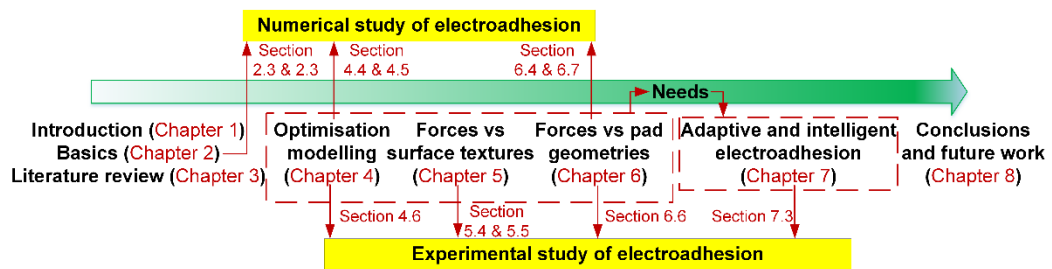 Numerical study of electroadhesion
Section
2.3 & 2.3
Section
4.4 & 4.5
Section
6.4 & 6.7
Needs
Introduction (Chapter 1)
Basics (Chapter 2)
Literature review (Chapter 3)
Optimisation
modelling
(Chapter 4)
Forces vs
surface textures
(Chapter 5)
Forces vs pad
geometries
(Chapter 6)
Adaptive and intelligent
electroadhesion
(Chapter 7)
Conclusions
and future work
(Chapter 8)
Section 4.6
Section
5.4 & 5.5
Section 6.6
Section 7.3
Experimental study of electroadhesion